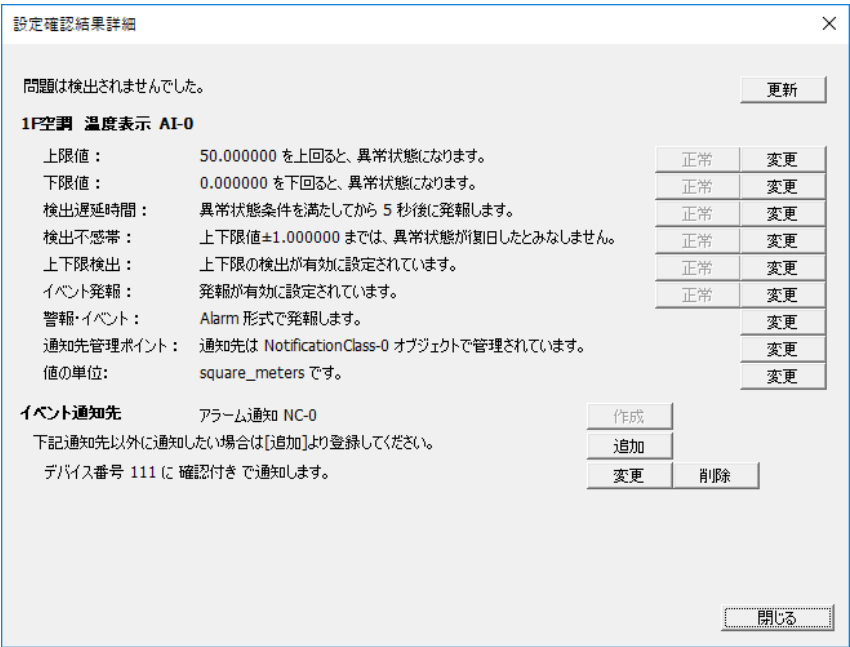 設定確認結果詳細
問題は検出されませんでした。 更新
1F空調 温度表示 AI-0
上限値： 50.000000 を上回ると、異常状態になります。 正常 変更
下限値： 0.000000 を下回ると、異常状態になります。 正常 変更
検出遅延時間： 異常状態条件を満たしてから 5 秒後に発報します。 正常 変更
検出不感帯： 上下限値±1.000000 までは、異常状態が復旧したとみなしません。 正常 変更
上下限検出： 上下限の検出が有効に設定されています。 正常 変更
イベント発報： 発報が有効に設定されています。 正常 変更
警報・イベント： Alarm 形式で発報します。 変更
通知先管理ポイント： 通知先は NotificationClass-0 オブジェクトで管理されています。 変更
値の単位: square_meters です。 変更
イベント通知先 アラーム通知 NC-0 作成
下記通知先以外に通知したい場合は[追加]より登録してください。 追加
デバイス番号 111 に 確認付き で通知します。 変更 削除
閉じる